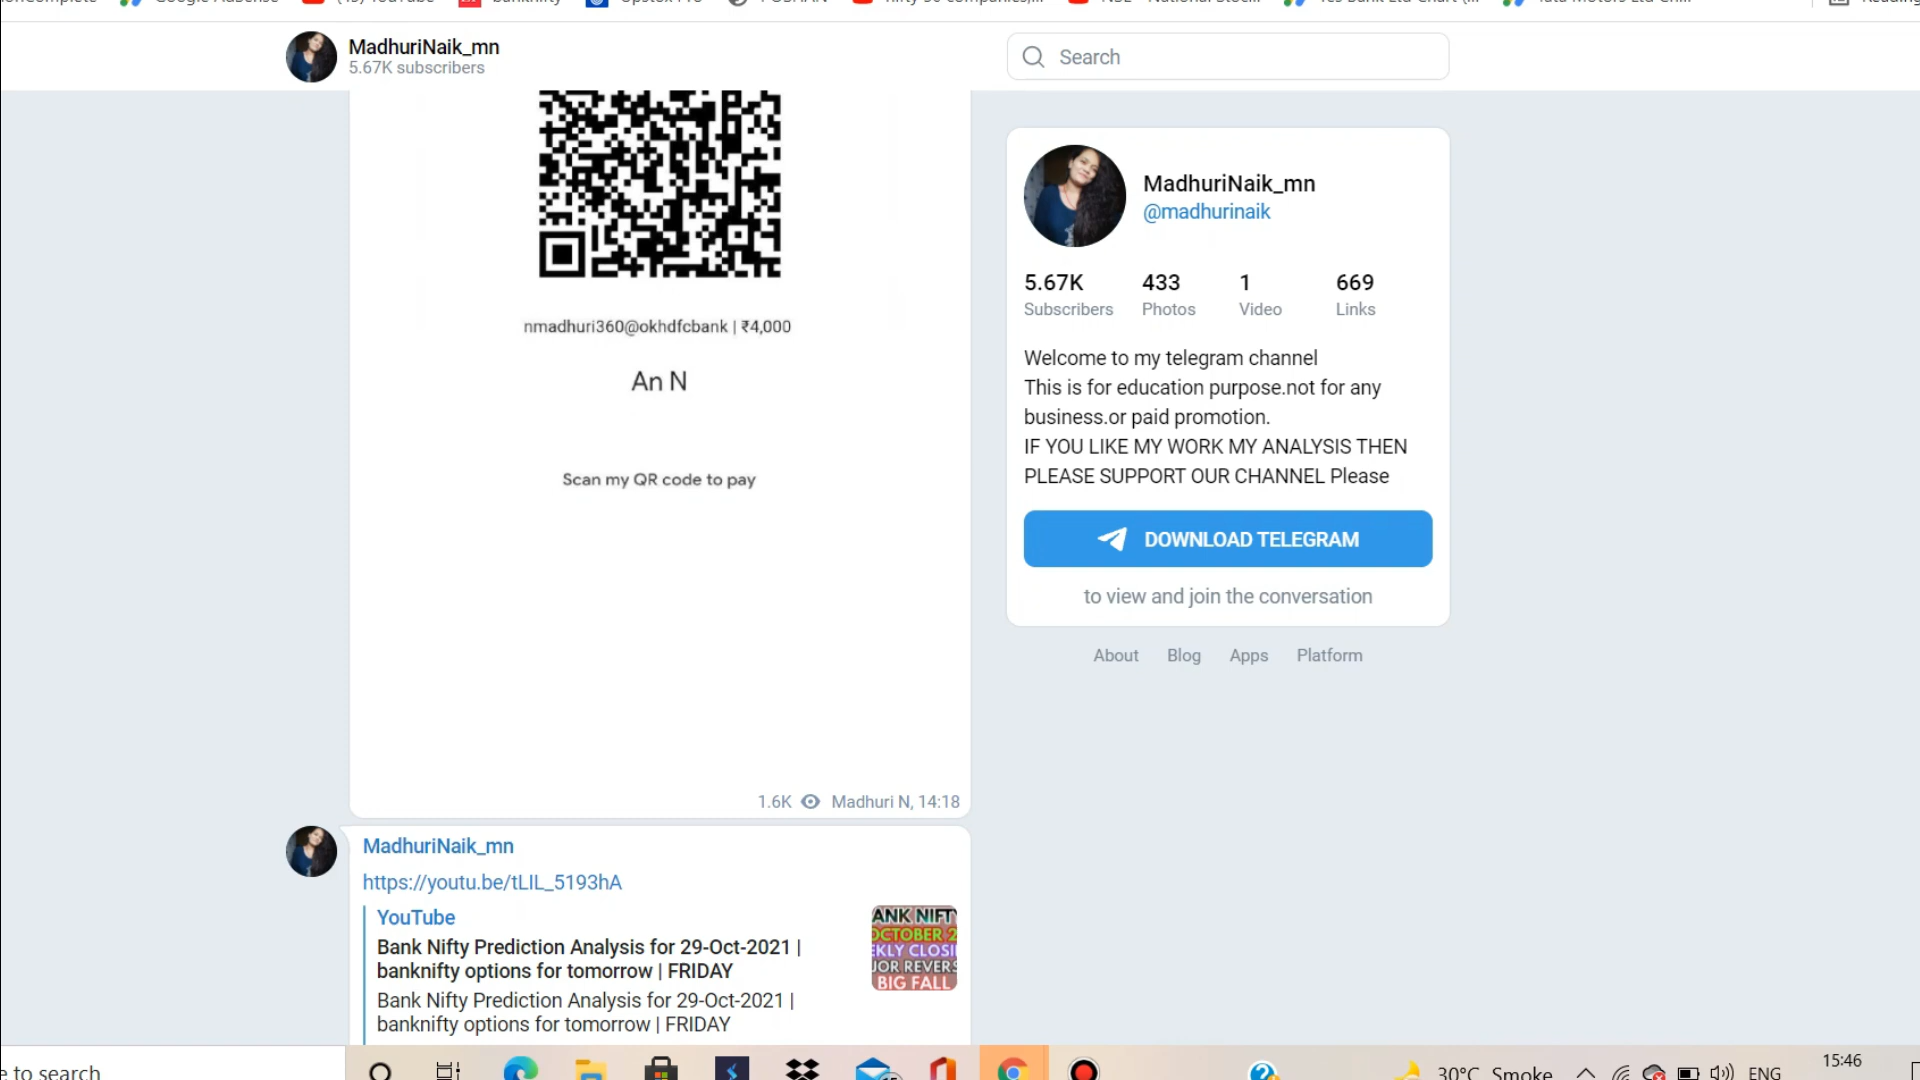 MadhuriNaik_mn
5.67K subscribers
Search
nmadhuri360@okhdfcbank | ₹4,000
An N
Scan my QR code to pay
1.6K Madhuri N, 14:18
MadhuriNaik_mn
@madhurinaik
5.67K 433 1 669
Subscribers Photos Video Links
Welcome to my telegram channel
This is for education purpose.not for any
business.or paid promotion.
IF YOU LIKE MY WORK MY ANALYSIS THEN
PLEASE SUPPORT OUR CHANNEL Please
DOWNLOAD TELEGRAM
to view and join the conversation
About Blog Apps Platform
MadhuriNaik_mn
https://youtu.be/tLIL_5193hA
YouTube
Bank Nifty Prediction Analysis for 29-Oct-2021 |
banknifty options for tomorrow | FRIDAY
Bank Nifty Prediction Analysis for 29-Oct-2021 |
banknifty options for tomorrow | FRIDAY
ANK NIFTY
OCTOBER 2
EKLY CLOSI
JOR REVERS
BIG FALL
e to search
30°C Smoke
ENG
15:46